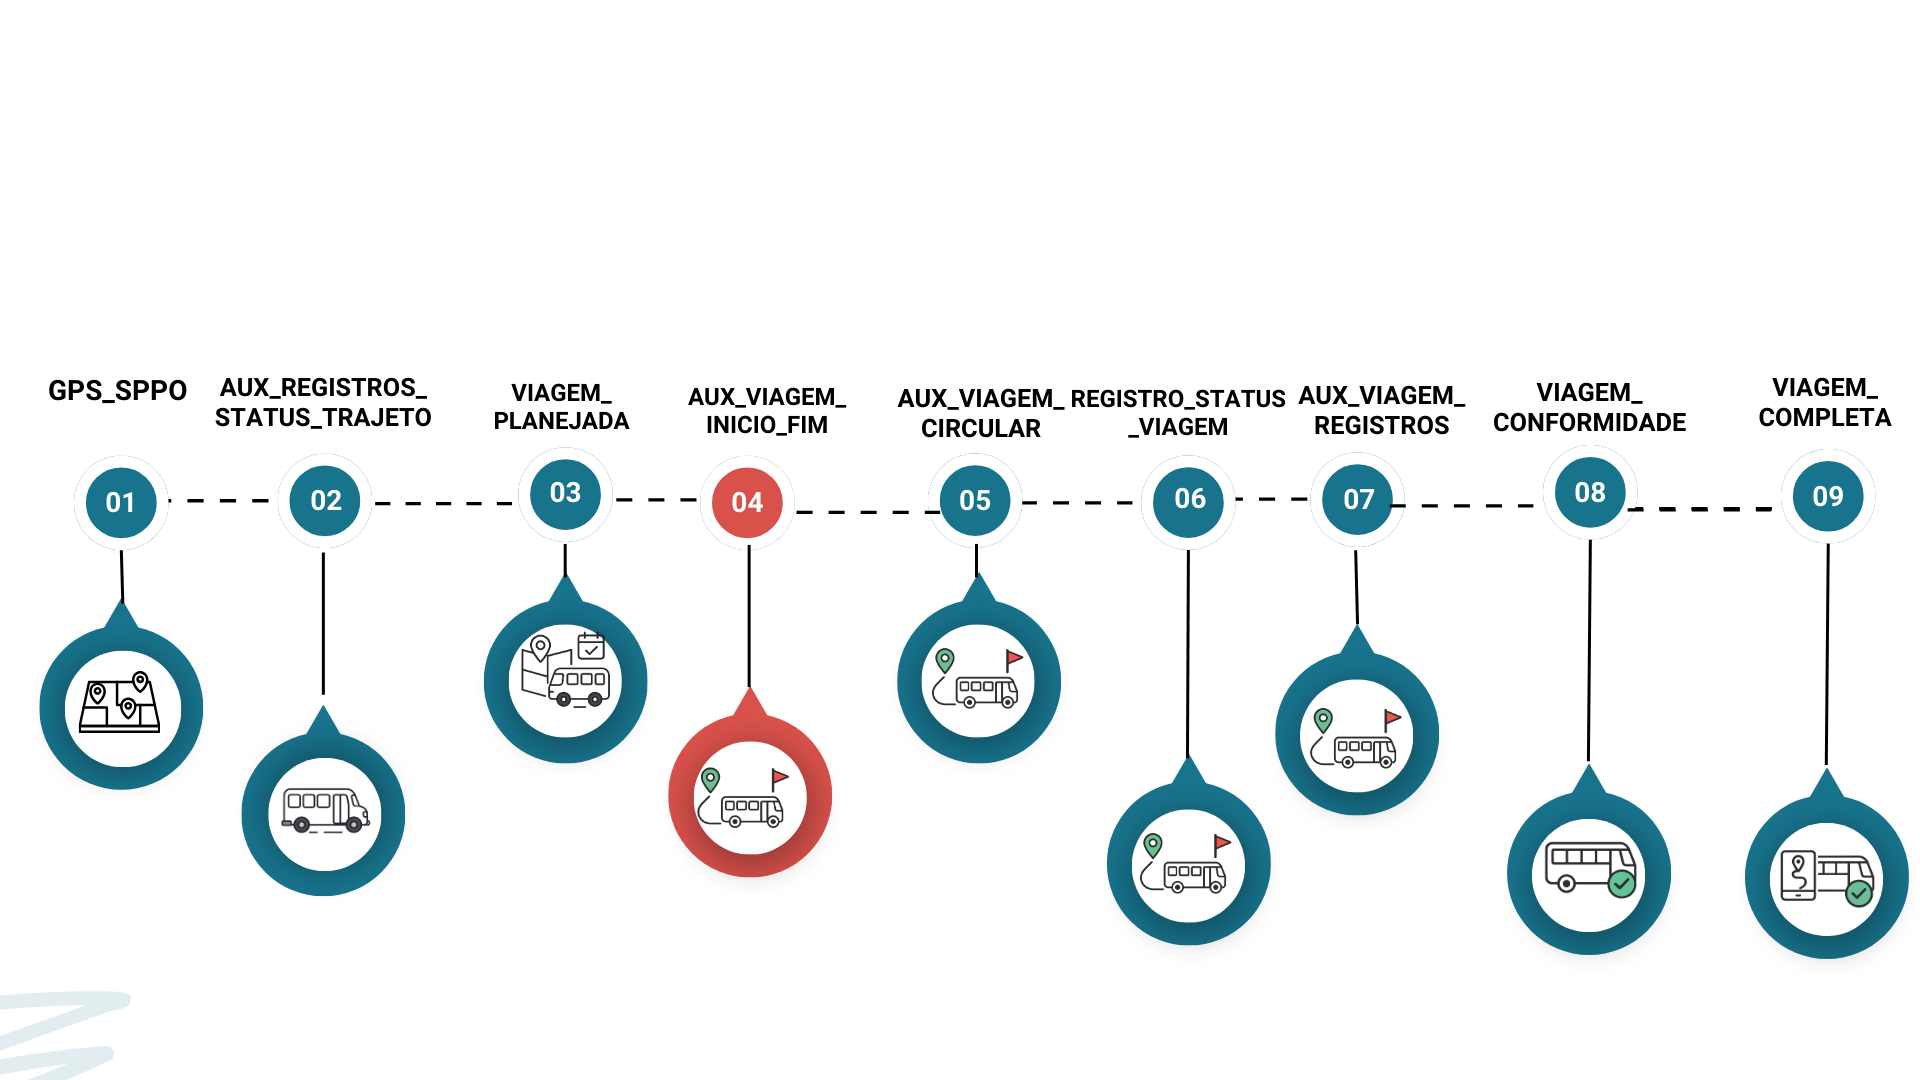 GPS_SPPO
01
AUX_REGISTROS_
STATUS_TRAJETO
02
VIAGEM_
PLANEJADA
03
AUX_VIAGEM_
INICIO_FIM
04
AUX_VIAGEM_
CIRCULAR
05
REGISTRO_STATUS
_VIAGEM
06
AUX_VIAGEM_
REGISTROS
07
VIAGEM_
CONFORMIDADE
08
VIAGEM_
COMPLETA
09